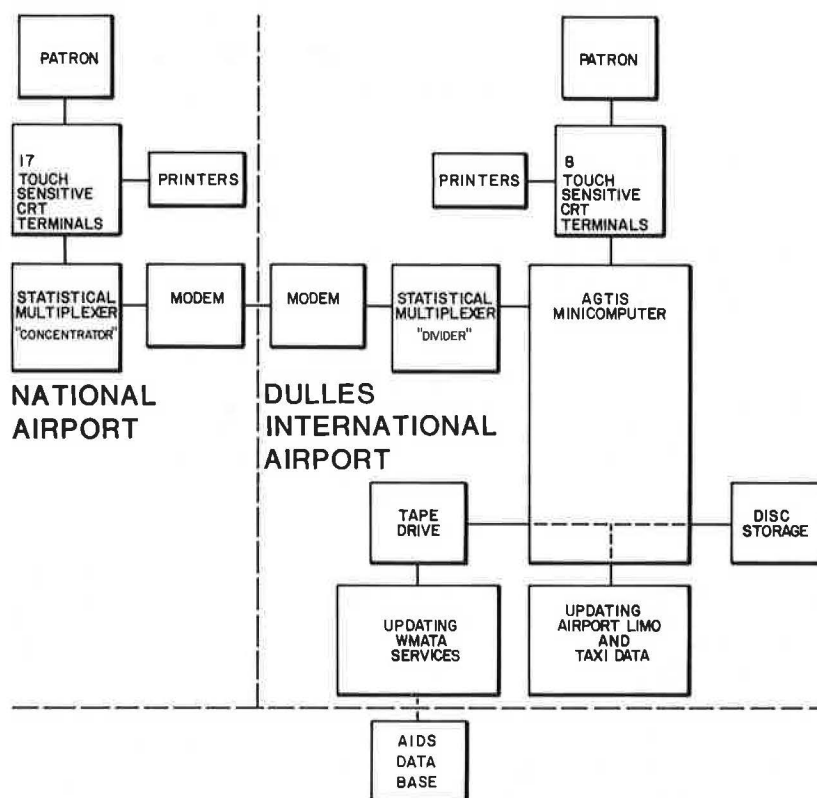 PATRON
17
TOUCH
SENSITIVE
CRT
TERMINALS
PRINTERS
STATISTICAL
MULTIPLEXER
"CONCENTRATOR"
MODEM
NATIONAL
AIRPORT
PATRON
8
TOUCH
SENSITIVE
CRT
TERMINALS
PRINTERS
MODEM
STATISTICAL
MULTIPLEXER
"DIVIDER"
AGTIS
MINICOMPUTER
DULLES
INTERNATIONAL
AIRPORT
TAPE
DRIVE
DISC
STORAGE
UPDATING
WMATA
SERVICES
UPDATING
AIRPORT LIMO
AND
TAXI DATA
AIDS
DATA
BASE